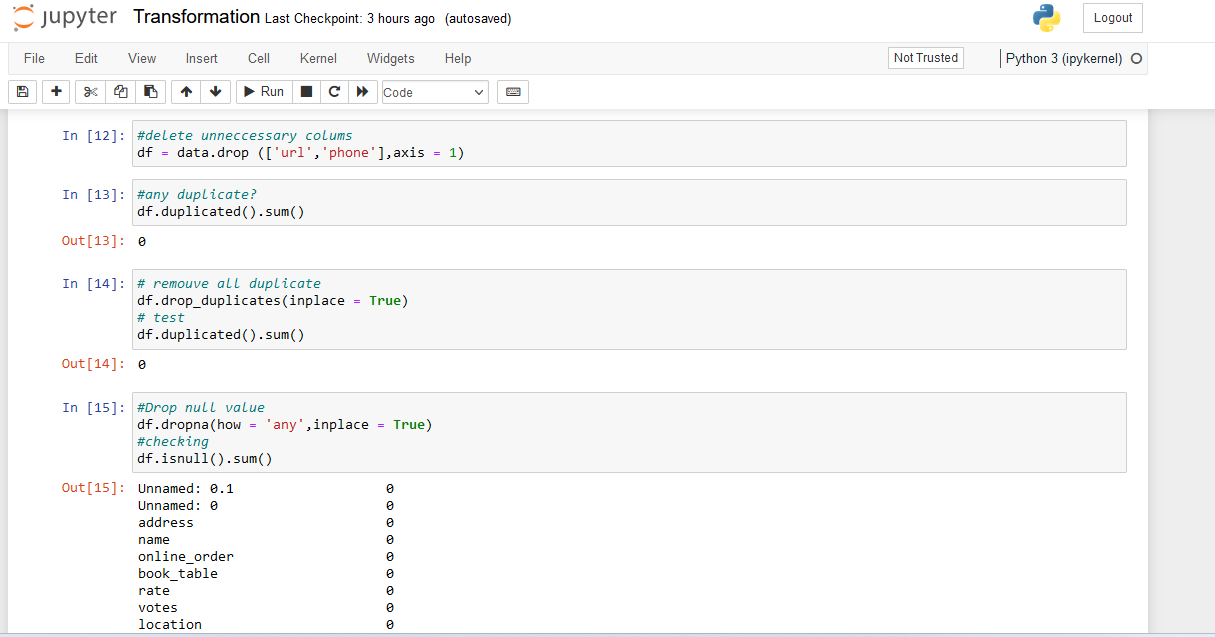 jupyter Transformation Last Checkpoint: 3 hours ago (autosaved) Logout
File Edit View Insert Cell Kernel Widgets Help Not Trusted Python 3 (ipykernel)
Run Code
In [12]: #delete unneccessary colums
df = data.drop (['url','phone'],axis = 1)
In [13]: #any duplicate?
df.duplicated().sum()
Out[13]: 0
In [14]: # remouve all duplicate
df.drop_duplicates(inplace = True)
# test
df.duplicated().sum()
Out[14]: 0
In [15]: #Drop null value
df.dropna(how = 'any',inplace = True)
#checking
df.isnull().sum()
Out[15]: Unnamed: 0.1 0
Unnamed: 0 0
address 0
name 0
online_order 0
book_table 0
rate 0
votes 0
location 0